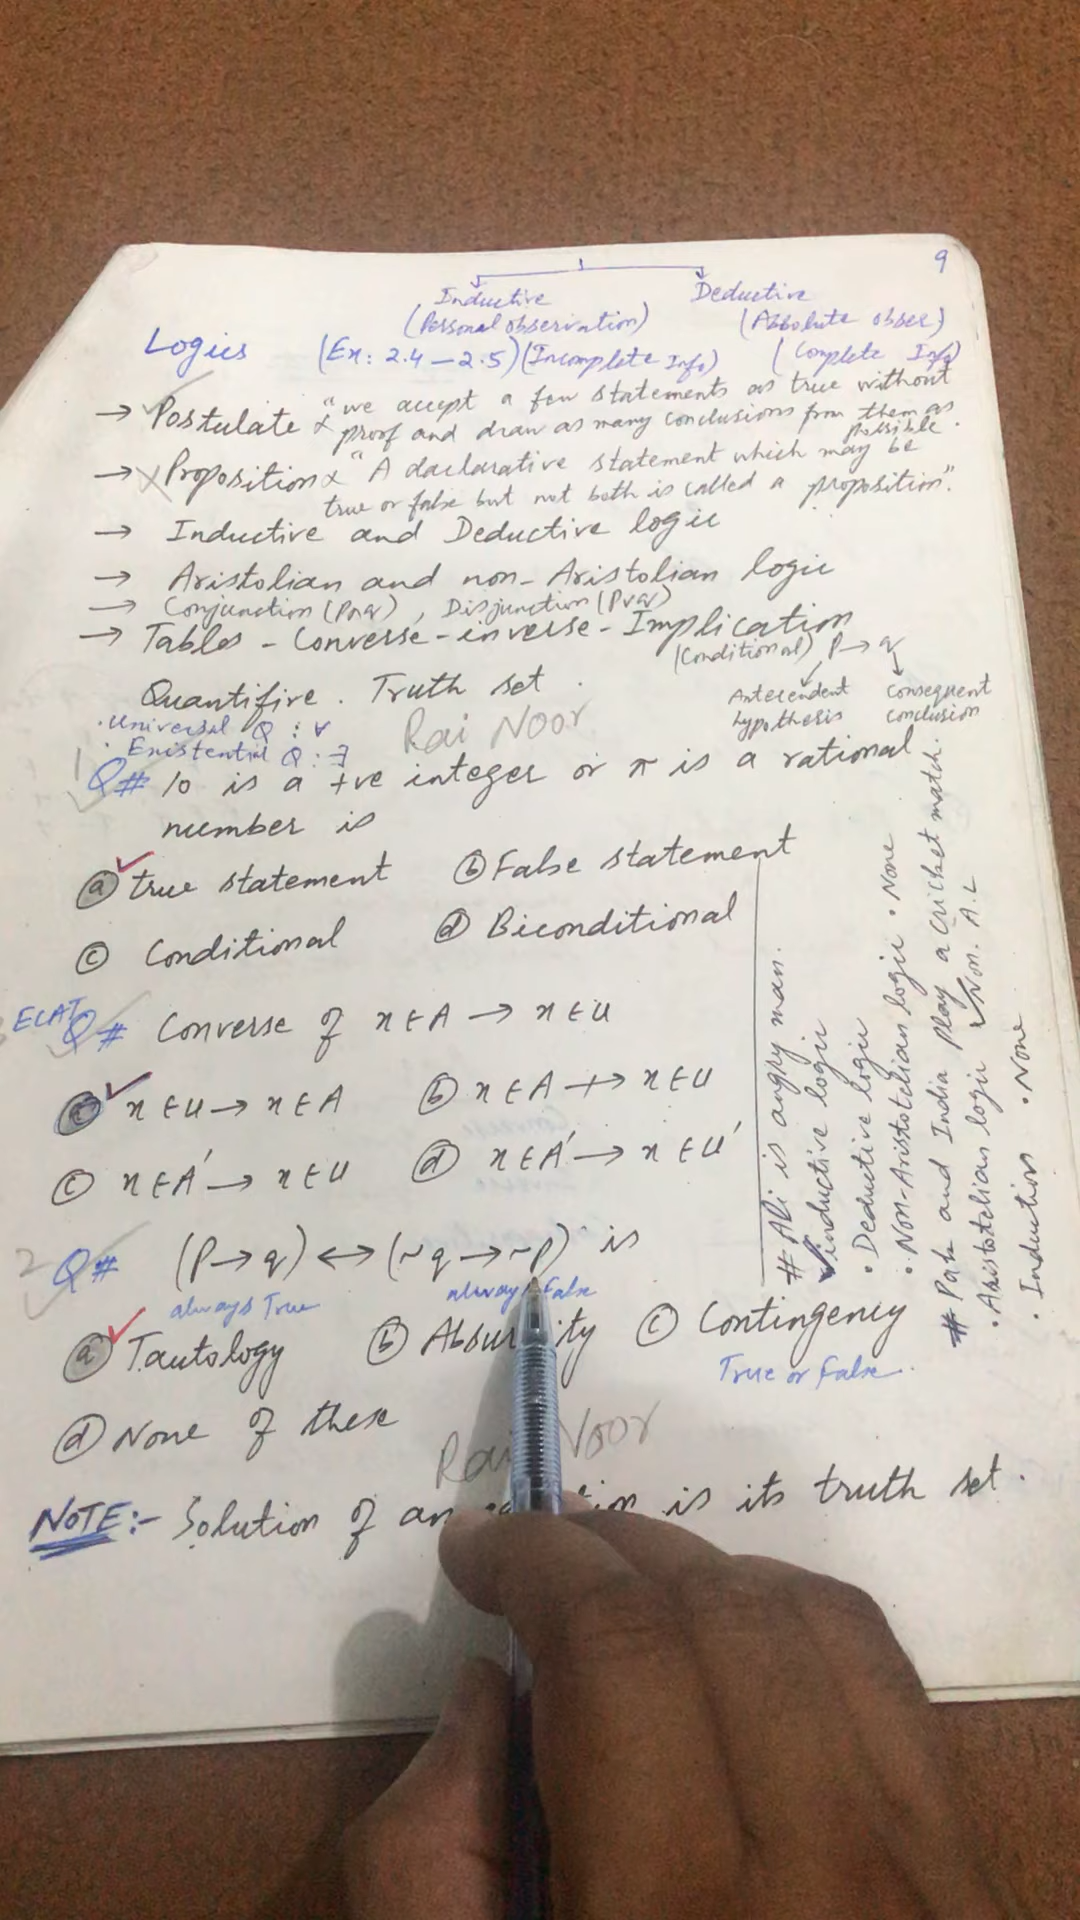 9
Inductive Deductive
(Personal observation) (Absolute obser)
Logics (Ex: 2.4 – 2.5) (Incomplete Info) (Complete Info)
→ Postulate "we accept a few statements as true without
proof and draw as many conclusions from them as
possible.
→ Proposition "A daclarative statement which may be
true or false but not both is called a proposition".
→ Inductive and Deductive logic
→ Aristolian and non-Aristolian logic
→ Conjunction (P∧q), Disjunction (P∨q)
→ Tables - Converse - inverse - Implication
(Conditional) P → q
Quantifire. Truth set.
Antecendent Consequent
hypothesis conclusion
· Universal Q : ∀
· Existential Q : ∃
Rai Noor
1
Q# 10 is a +ve integer or π is a rational
number is
ⓐ true statement ⓑ False statement
ⓒ Conditional ⓓ Biconditional
ECAT
Q# Converse of x ∈ A → x ∈ U
ⓐ x ∈ U → x ∈ A ⓑ x ∈ A ↛ x ∈ U
ⓒ x ∈ A' → x ∈ U ⓓ x ∈ A' → x ∈ U'
2
Q# (P → q) ↔ (~q → ~P) is
always True always False
ⓐ Tautology ⓑ Absurity ⓒ Contingency
True or False.
ⓓ None of these
Rai Noor
NOTE:- Solution of an is its truth set.
# Ali is angry man.
✓ inductive logic
• Deductive logic
• Non-Aristotelian logic • None
# Pak and India Play a Cricket match.
• Aristotelian logic ✓ Non. A.L
• Induction • None